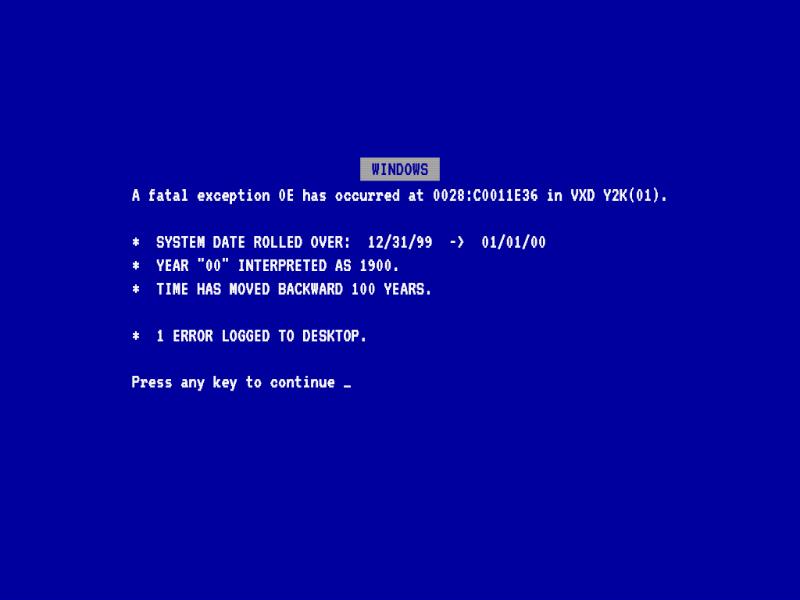 WINDOWS
A fatal exception 0E has occurred at 0028:C0011E36 in VXD Y2K(01).
* SYSTEM DATE ROLLED OVER: 12/31/99 -> 01/01/00
* YEAR "00" INTERPRETED AS 1900.
* TIME HAS MOVED BACKWARD 100 YEARS.
* 1 ERROR LOGGED TO DESKTOP.
Press any key to continue _